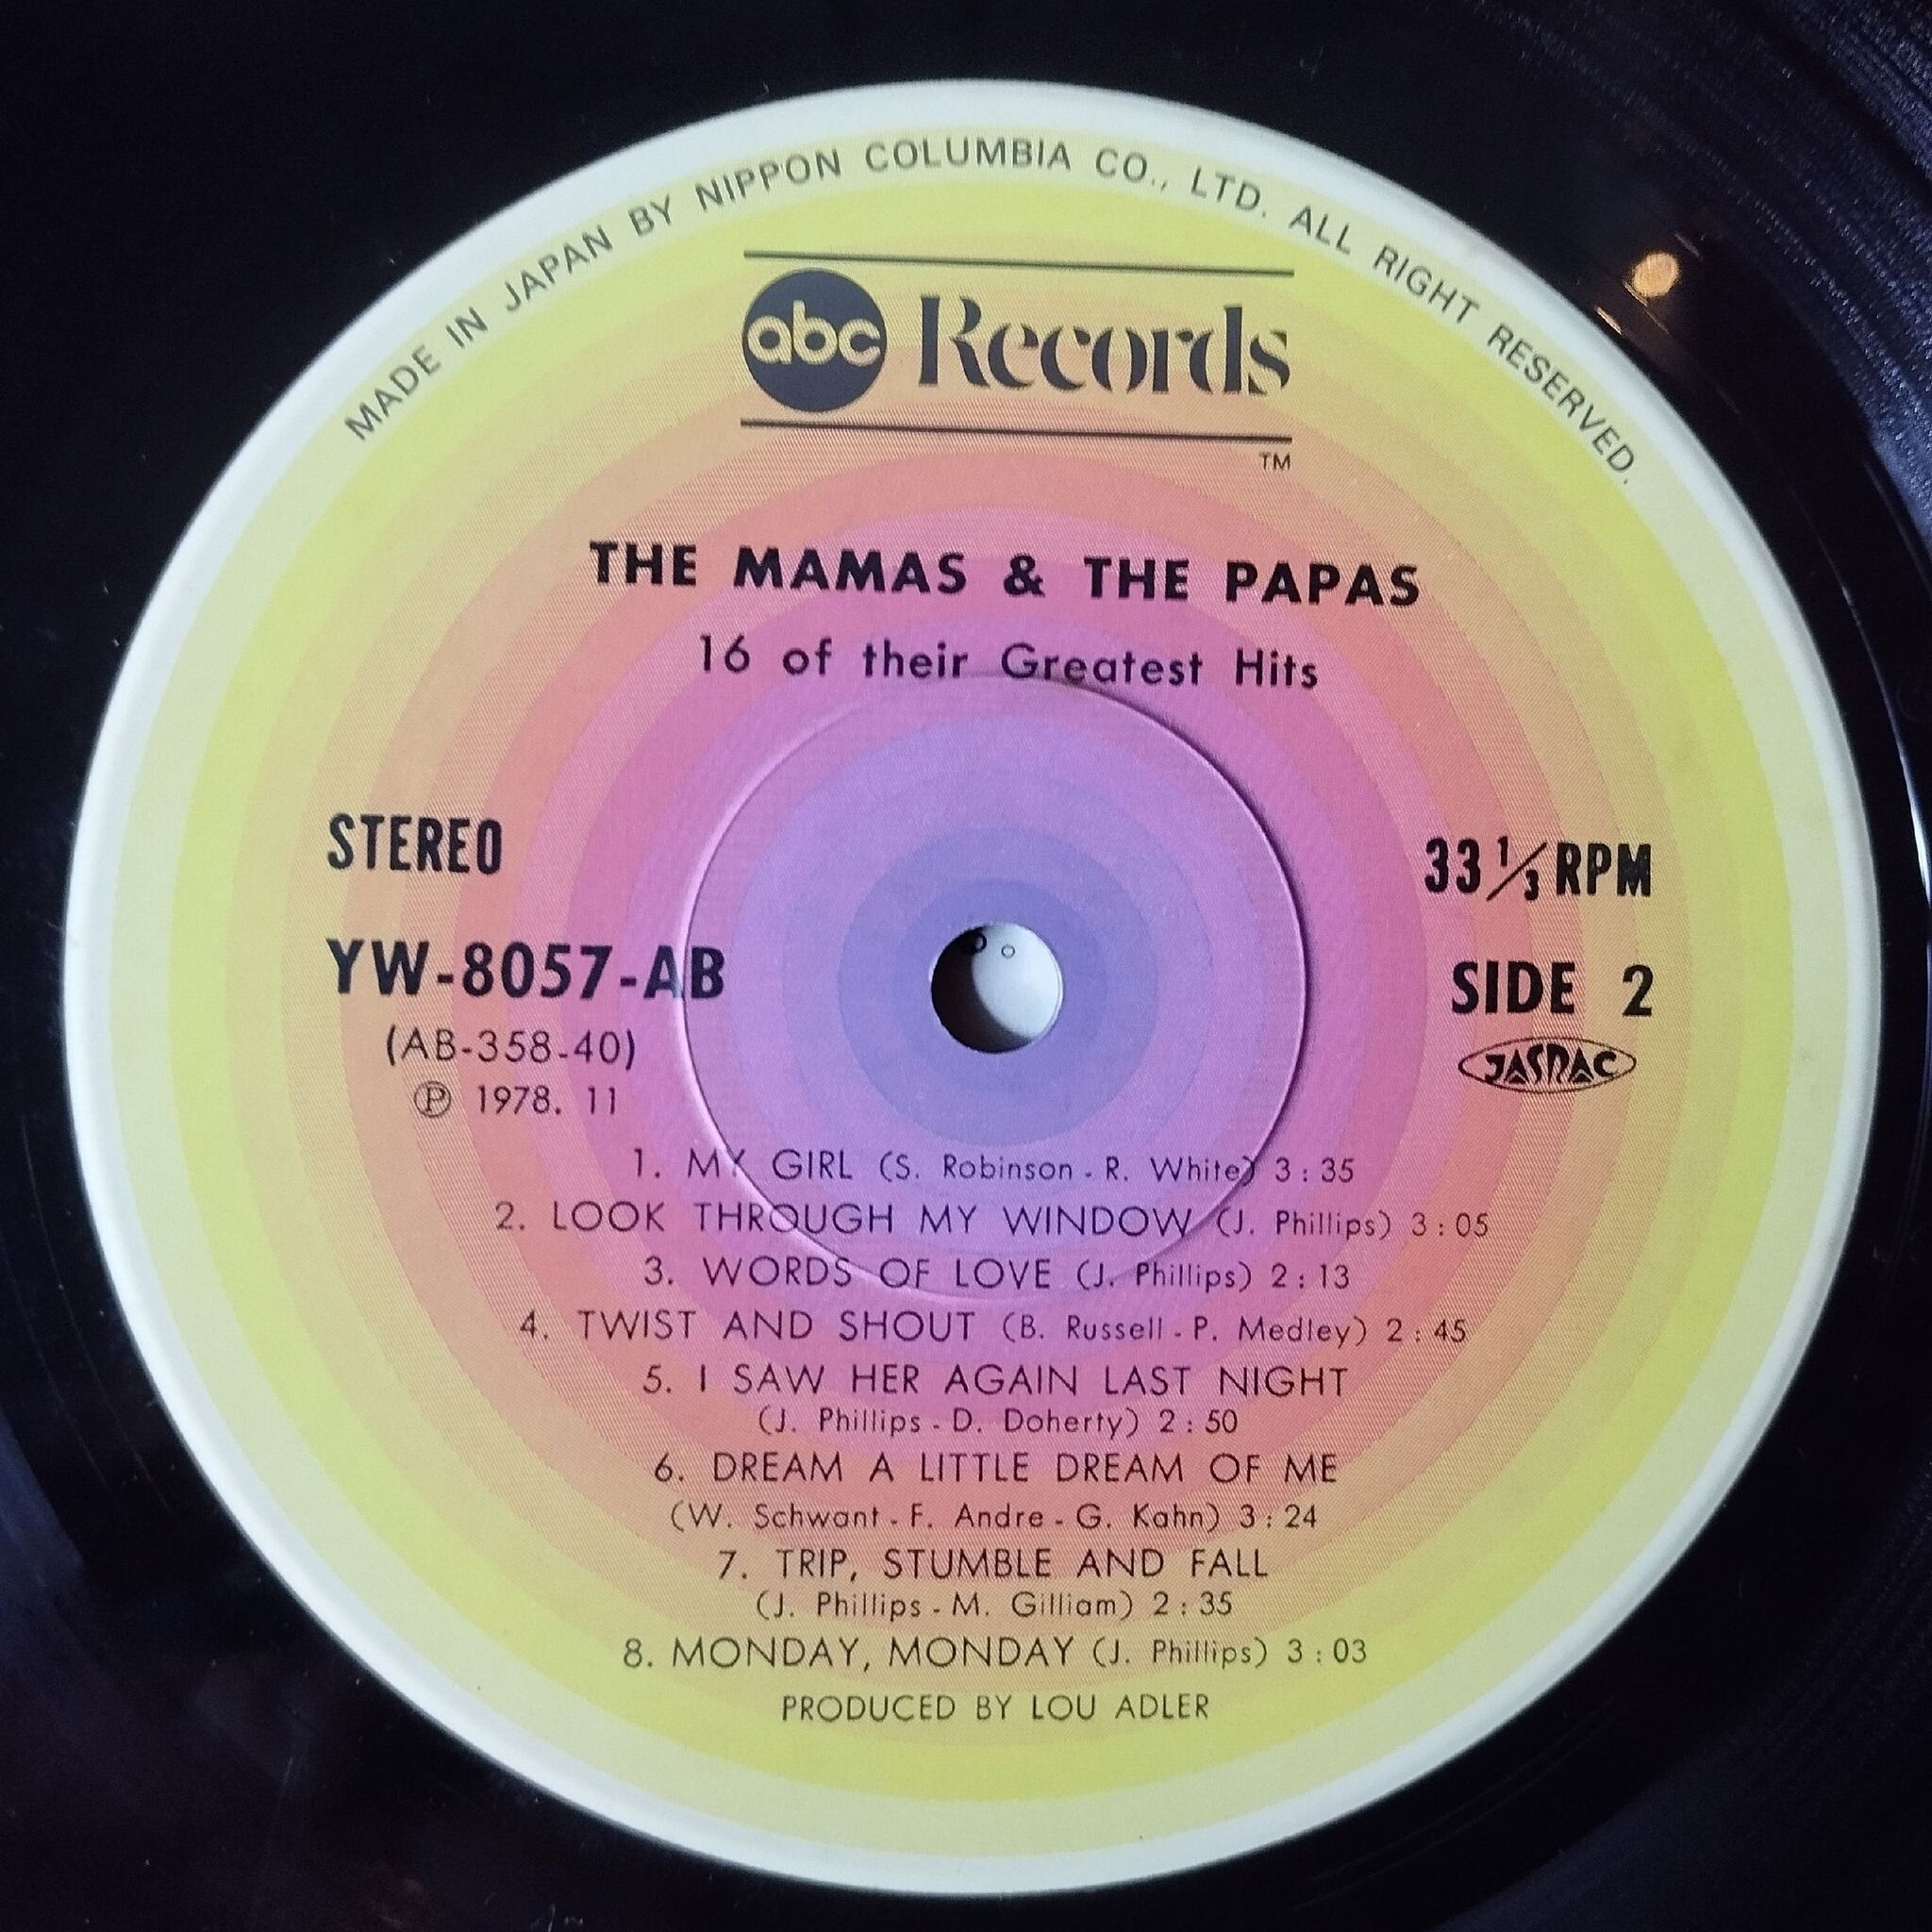 MADE IN JAPAN BY NIPPON COLUMBIA CO., LTD. ALL RIGHT RESERVED.
abc Records
TM
THE MAMAS & THE PAPAS
16 of their Greatest Hits
STEREO
33 1/3 RPM
YW-8057-AB
SIDE 2
(AB-358-40)
JASRAC
Ⓟ 1978. 11
1. MY GIRL (S. Robinson - R. White) 3 : 35
2. LOOK THROUGH MY WINDOW (J. Phillips) 3 : 05
3. WORDS OF LOVE (J. Phillips) 2 : 13
4. TWIST AND SHOUT (B. Russell - P. Medley) 2 : 45
5. I SAW HER AGAIN LAST NIGHT
(J. Phillips - D. Doherty) 2 : 50
6. DREAM A LITTLE DREAM OF ME
(W. Schwant - F. Andre - G. Kahn) 3 : 24
7. TRIP, STUMBLE AND FALL
(J. Phillips - M. Gilliam) 2 : 35
8. MONDAY, MONDAY (J. Phillips) 3 : 03
PRODUCED BY LOU ADLER